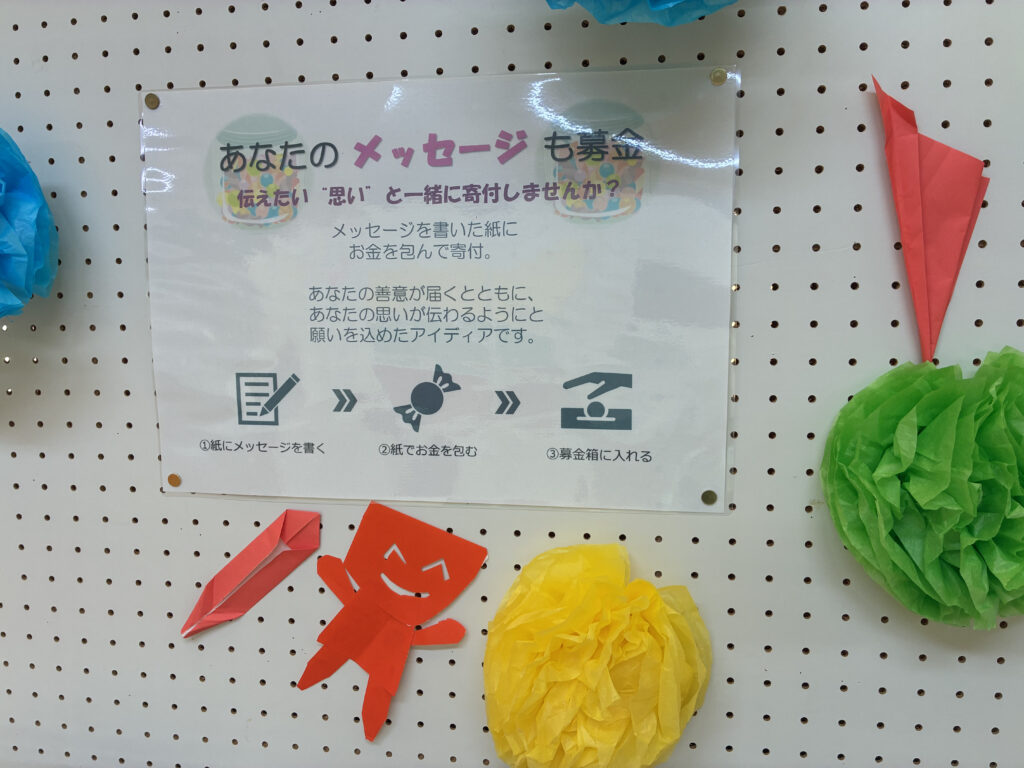 あなたの メッセージ も募金
伝えたい “思い” と一緒に寄付しませんか？
メッセージを書いた紙に
お金を包んで寄付。
あなたの善意が届くとともに、
あなたの思いが伝わるようにと
願いを込めたアイディアです。
①紙にメッセージを書く
②紙でお金を包む
③募金箱に入れる